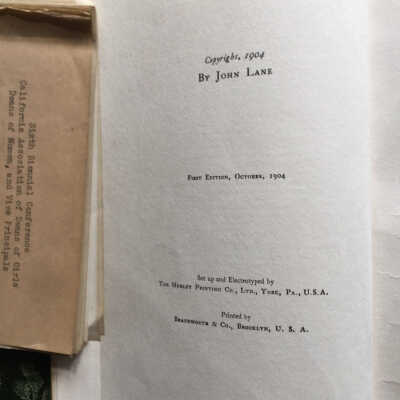 Copyright, 1904
By John Lane
First Edition, October, 1904
Set up and Electrotyped by
The Henley Printing Co., Ltd., York, Pa., U.S.A.
Printed by
Braunworth & Co., Brooklyn, U. S. A.
Sixth Biennial Conference
California Association of Deans of Girls
Deans of Women, and Vice Principals